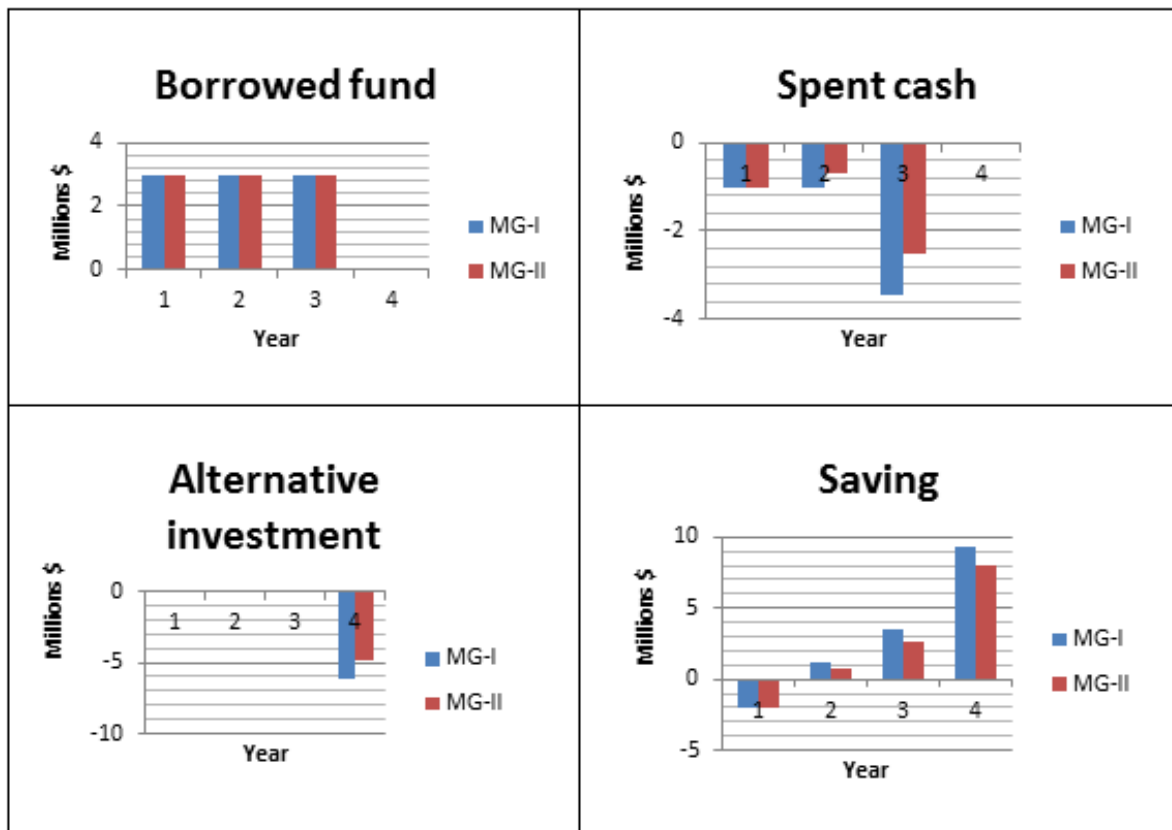 Borrowed fund
Millions $
4
2
0
1 2 3 4
Year
MG-I
MG-II
Spent cash
Millions $
0
-2
-4
1 2 3 4
Year
MG-I
MG-II
Alternative
investment
Millions $
0
-5
-10
1 2 3 4
Year
MG-I
MG-II
Saving
Millions $
10
5
0
-5
1 2 3 4
Year
MG-I
MG-II